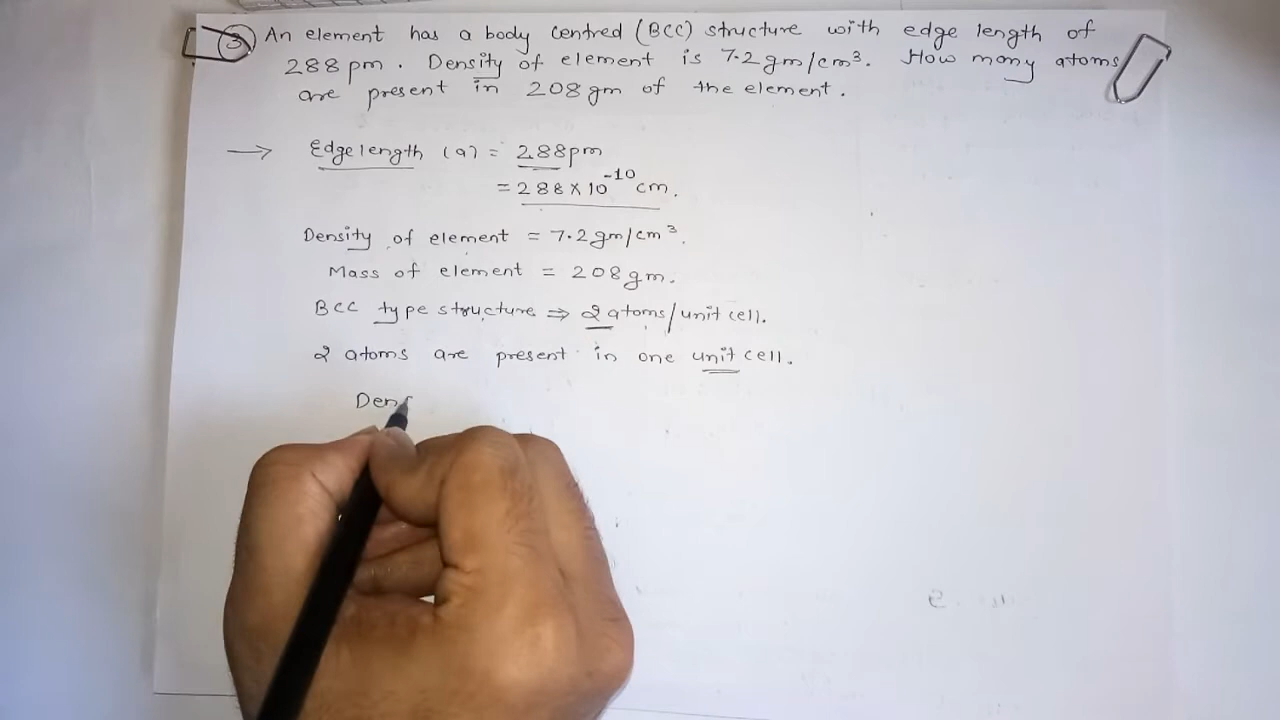 3 An element has a body centred (BCC) structure with edge length of
288 pm. Density of element is 7.2 gm/cm³. How many atoms
are present in 208 gm of the element.
→ Edge length (a) = 288 pm
= 288 × 10⁻¹⁰ cm.
Density of element = 7.2 gm/cm³.
Mass of element = 208 gm.
BCC type structure ⇒ 2 atoms/unit cell.
2 atoms are present in one unit cell.
Den